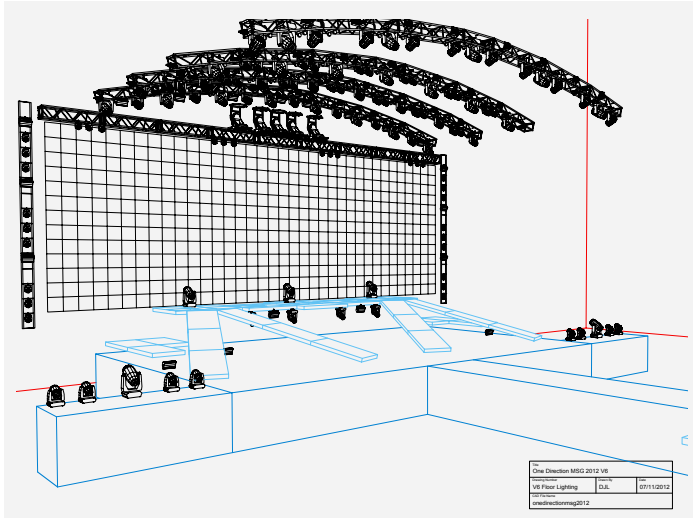 Title
One Direction MSG 2012 V6
Drawing Number Drawn By Date
V6 Floor Lighting DJL 07/11/2012
CAD File Name
onedirectionmsg2012